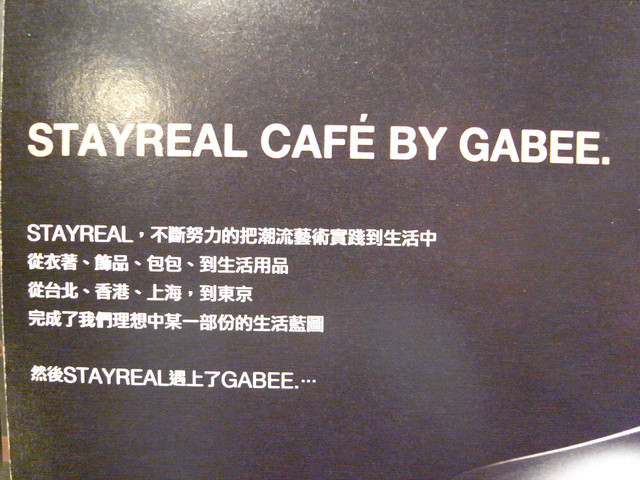 STAYREAL CAFÉ BY GABEE.
STAYREAL，不斷努力的把潮流藝術實踐到生活中
從衣著、飾品、包包、到生活用品
從台北、香港、上海，到東京
完成了我們理想中某一部份的生活藍圖
然後STAYREAL遇上了GABEE.…